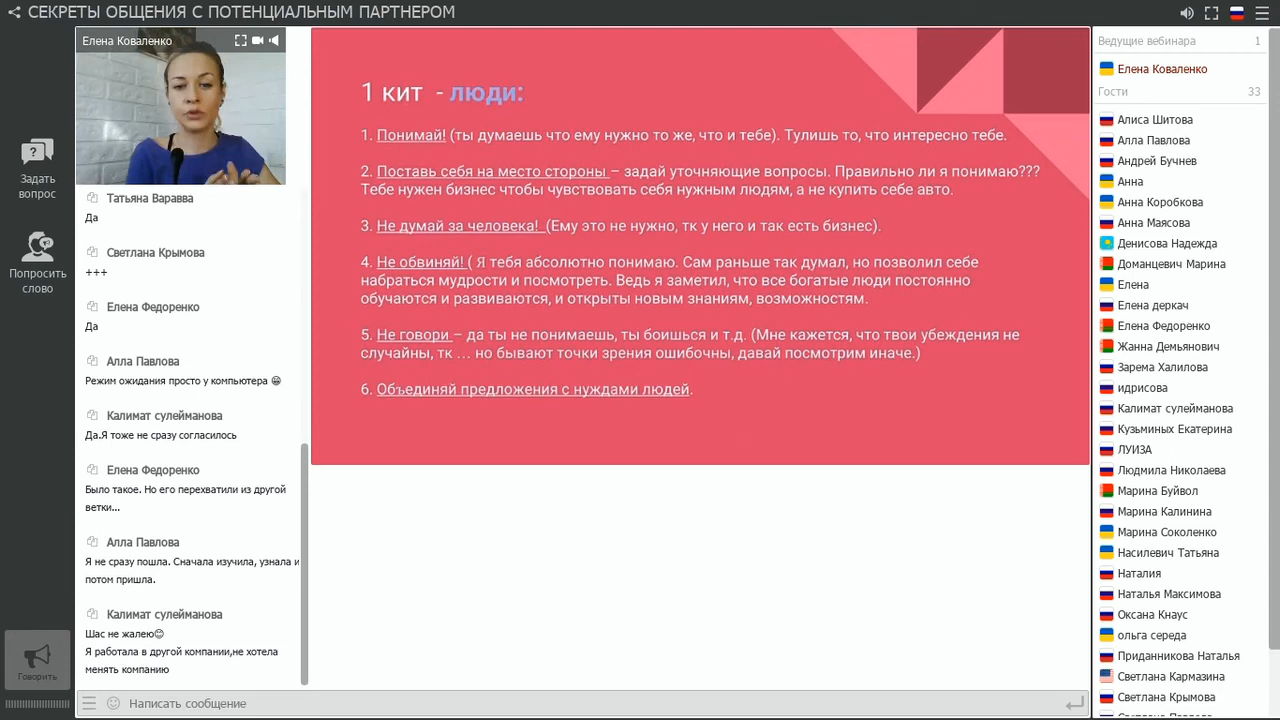 СЕКРЕТЫ ОБЩЕНИЯ С ПОТЕНЦИАЛЬНЫМ ПАРТНЕРОМ
Задать
вопрос
Попросить
слово
Говорить
Елена Коваленко
Татьяна Варавва
Да
Светлана Крымова
+++
Елена Федоренко
Да
Алла Павлова
Режим ожидания просто у компьютера 😁
Калимат сулейманова
Да.Я тоже не сразу согласилось
Елена Федоренко
Было такое. Но его перехватили из другой
ветки...
Алла Павлова
Я не сразу пошла. Сначала изучила, узнала и
потом пришла.
Калимат сулейманова
Шас не жалею😊
Я работала в другой компании,не хотела
менять компанию
Написать сообщение
1 кит - люди:
1. Понимай! (ты думаешь что ему нужно то же, что и тебе). Тулишь то, что интересно тебе.
2. Поставь себя на место стороны – задай уточняющие вопросы. Правильно ли я понимаю???
Тебе нужен бизнес чтобы чувствовать себя нужным людям, а не купить себе авто.
3. Не думай за человека! (Ему это не нужно, тк у него и так есть бизнес).
4. Не обвиняй! ( Я тебя абсолютно понимаю. Сам раньше так думал, но позволил себе
набраться мудрости и посмотреть. Ведь я заметил, что все богатые люди постоянно
обучаются и развиваются, и открыты новым знаниям, возможностям.
5. Не говори – да ты не понимаешь, ты боишься и т.д. (Мне кажется, что твои убеждения не
случайны, тк … но бывают точки зрения ошибочны, давай посмотрим иначе.)
6. Объединяй предложения с нуждами людей.
Ведущие вебинара 1
Елена Коваленко
Гости 33
Алиса Шитова
Алла Павлова
Андрей Бучнев
Анна
Анна Коробкова
Анна Маясова
Денисова Надежда
Доманцевич Марина
Елена
Елена деркач
Елена Федоренко
Жанна Демьянович
Зарема Халилова
идрисова
Калимат сулейманова
Кузьминых Екатерина
ЛУИЗА
Людмила Николаева
Марина Буйвол
Марина Калинина
Марина Соколенко
Насилевич Татьяна
Наталия
Наталья Максимова
Оксана Кнаус
ольга середа
Приданникова Наталья
Светлана Кармазина
Светлана Крымова